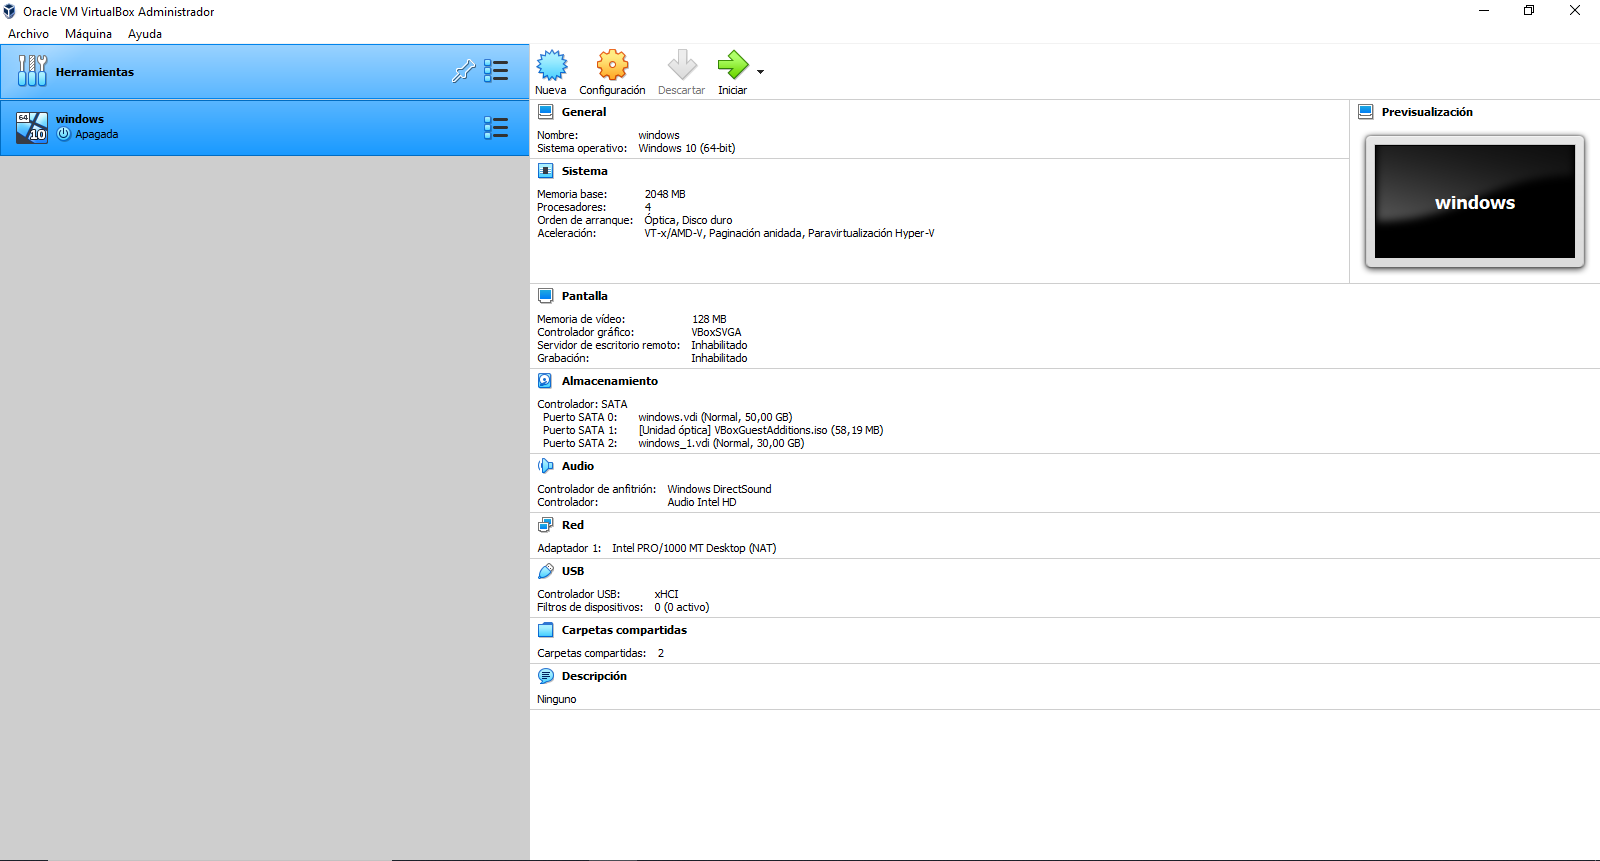 Oracle VM VirtualBox Administrador
Archivo Máquina Ayuda
Herramientas
64
10
windows
Apagada
Nueva Configuración Descartar Iniciar
General
Nombre: windows
Sistema operativo: Windows 10 (64-bit)
Sistema
Memoria base: 2048 MB
Procesadores: 4
Orden de arranque: Óptica, Disco duro
Aceleración: VT-x/AMD-V, Paginación anidada, Paravirtualización Hyper-V
Previsualización
windows
Pantalla
Memoria de vídeo: 128 MB
Controlador gráfico: VBoxSVGA
Servidor de escritorio remoto: Inhabilitado
Grabación: Inhabilitado
Almacenamiento
Controlador: SATA
Puerto SATA 0: windows.vdi (Normal, 50,00 GB)
Puerto SATA 1: [Unidad óptica] VBoxGuestAdditions.iso (58,19 MB)
Puerto SATA 2: windows_1.vdi (Normal, 30,00 GB)
Audio
Controlador de anfitrión: Windows DirectSound
Controlador: Audio Intel HD
Red
Adaptador 1: Intel PRO/1000 MT Desktop (NAT)
USB
Controlador USB: xHCI
Filtros de dispositivos: 0 (0 activo)
Carpetas compartidas
Carpetas compartidas: 2
Descripción
Ninguno